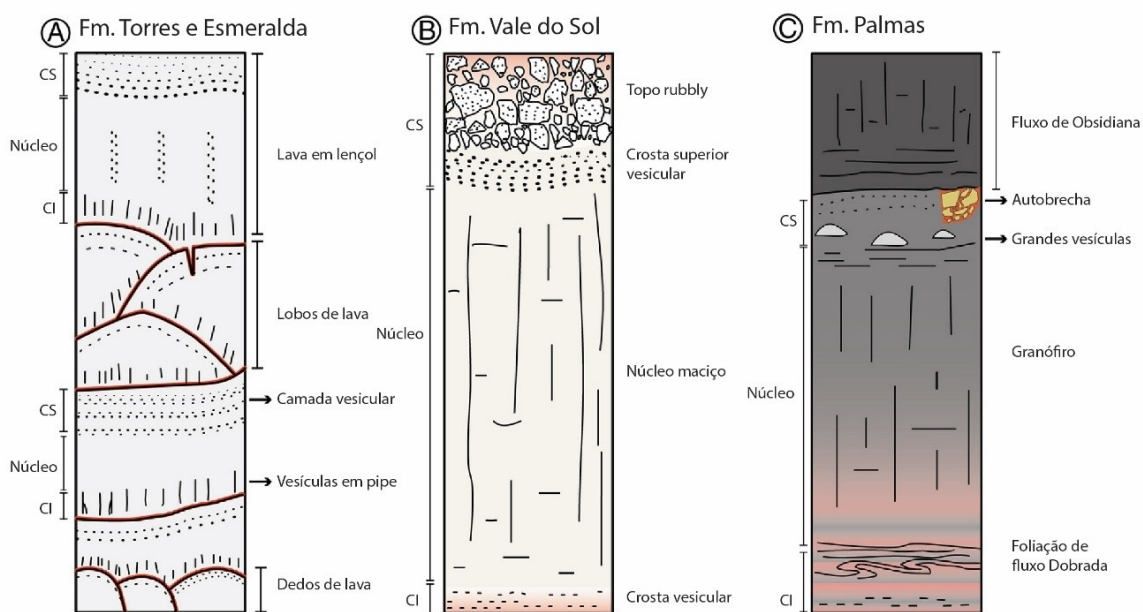 A Fm. Torres e Esmeralda
CS
Núcleo
CI
Lava em lençol
Lobos de lava
CS
Camada vesicular
Núcleo
Vesículas em pipe
CI
Dedos de lava
B Fm. Vale do Sol
CS
Topo rubbly
Crosta superior
vesicular
Núcleo
Núcleo maciço
CI
Crosta vesicular
C Fm. Palmas
Fluxo de Obsidiana
CS
Autobrecha
Grandes vesículas
Granófiro
Núcleo
Foliação de
fluxo Dobrada
CI